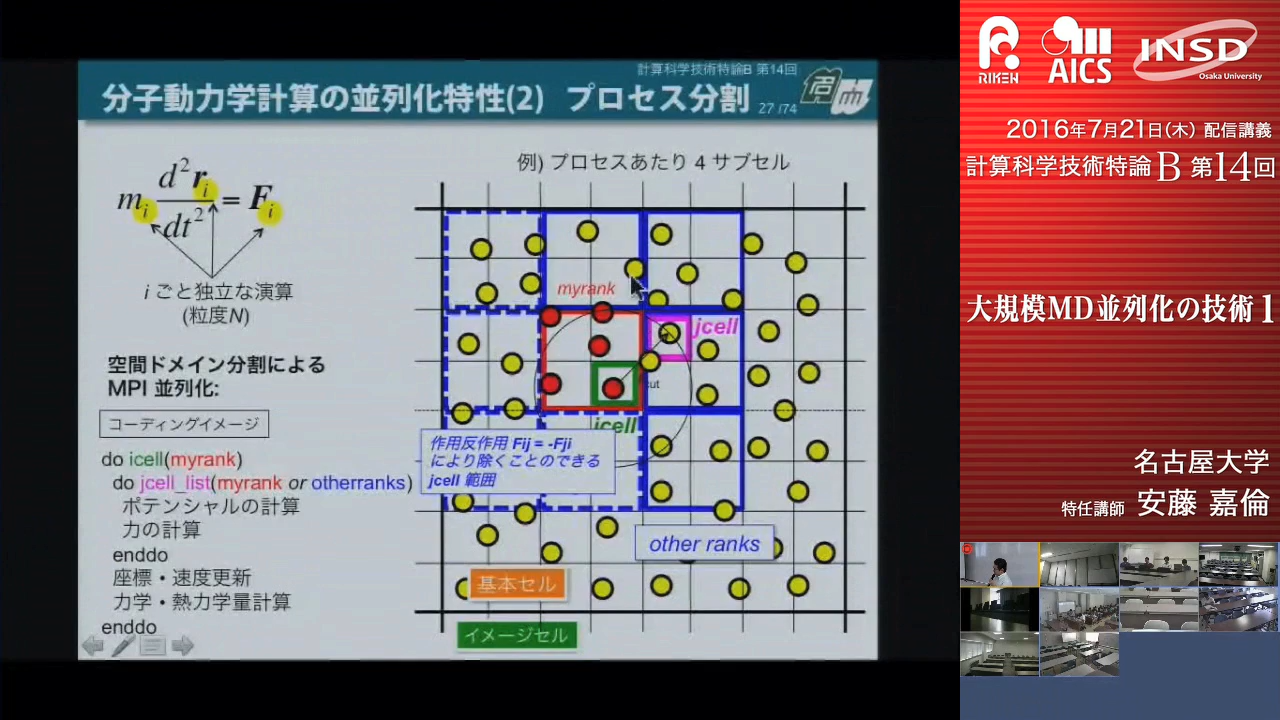 計算科学技術特論B 第14回
分子動力学計算の並列化特性(2) プロセス分割
27 /74
例) プロセスあたり 4 サブセル
m_i d²r_i/dt² = F_i
i ごと独立な演算
(粒度N)
空間ドメイン分割による
MPI 並列化:
コーディングイメージ
do icell(myrank)
do jcell_list(myrank or otherranks)
ポテンシャルの計算
力の計算
enddo
座標・速度更新
力学・熱力学量計算
enddo
myrank
jcell
cut
icell
作用反作用 Fij = -Fji
により除くことのできる
jcell 範囲
other ranks
基本セル
イメージセル
RIKEN
AICS
INSD
Osaka University
2016年7月21日(木) 配信講義
計算科学技術特論 B 第14回
大規模MD並列化の技術1
名古屋大学
特任講師 安藤 嘉倫